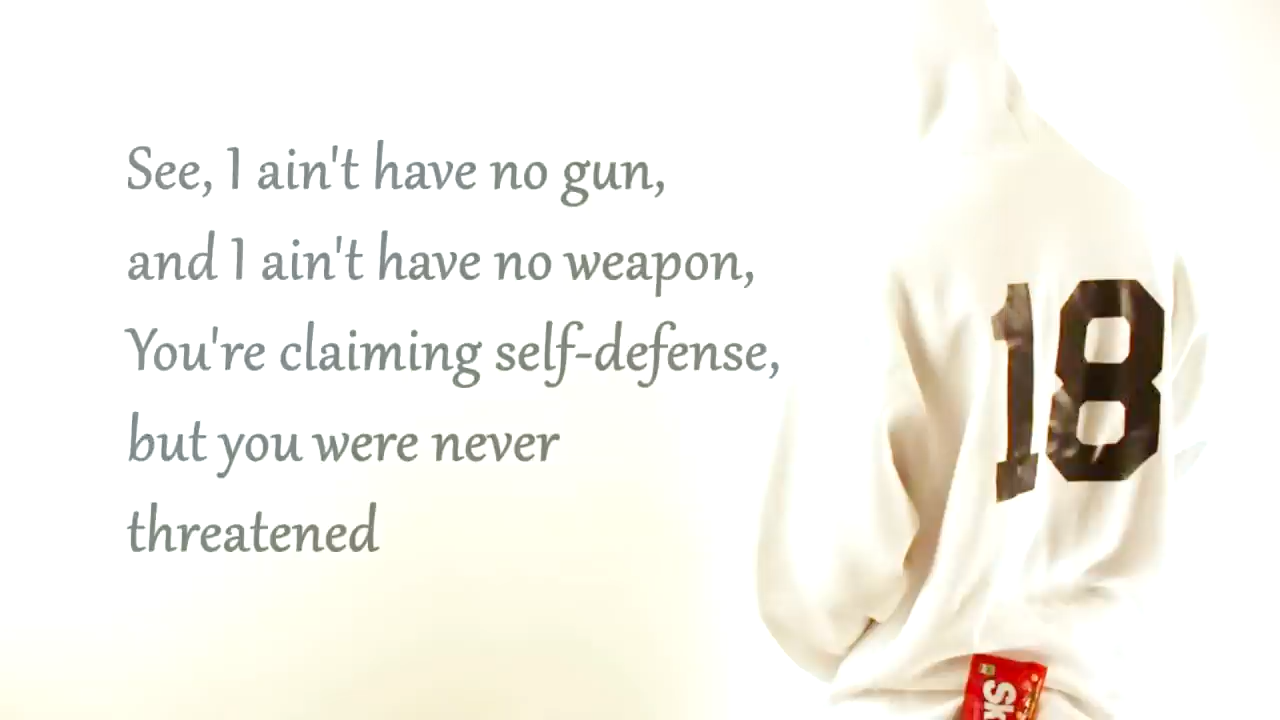 See, I ain't have no gun,
and I ain't have no weapon,
You're claiming self-defense,
but you were never
threatened
18
Sk